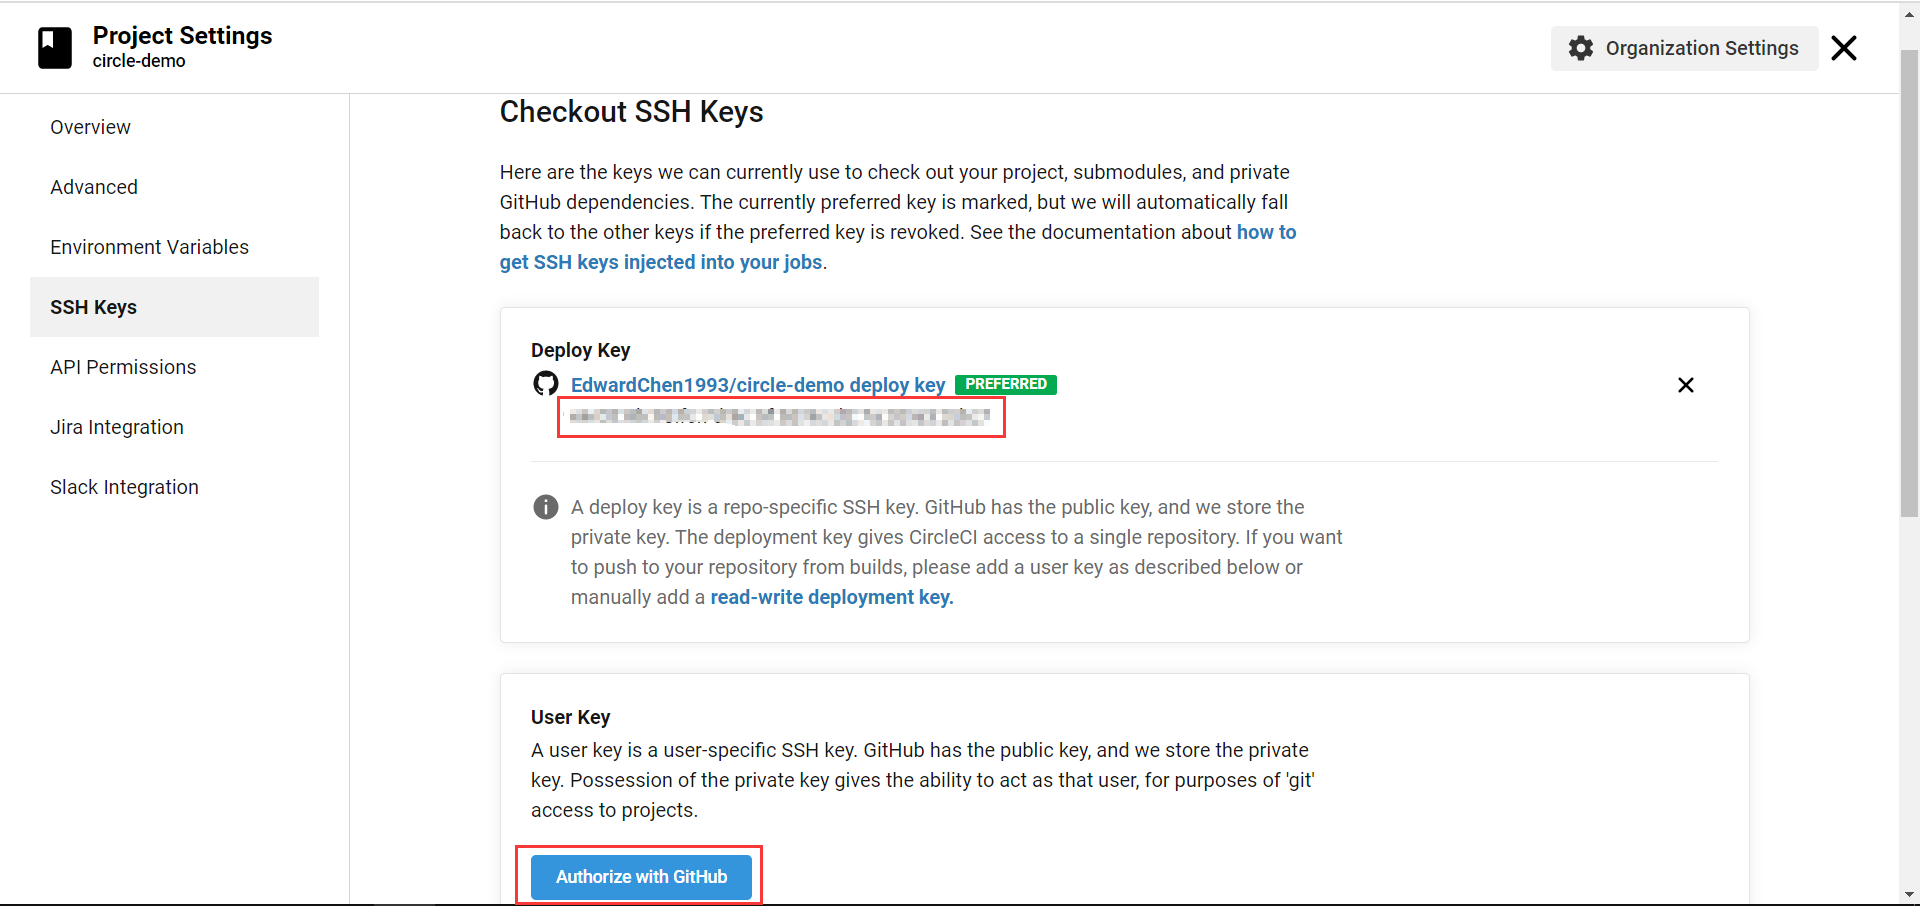 Project Settings
circle-demo
Organization Settings
Overview
Advanced
Environment Variables
SSH Keys
API Permissions
Jira Integration
Slack Integration
Checkout SSH Keys
Here are the keys we can currently use to check out your project, submodules, and private
GitHub dependencies. The currently preferred key is marked, but we will automatically fall
back to the other keys if the preferred key is revoked. See the documentation about how to
get SSH keys injected into your jobs.
Deploy Key
EdwardChen1993/circle-demo deploy key PREFERRED
A deploy key is a repo-specific SSH key. GitHub has the public key, and we store the
private key. The deployment key gives CircleCI access to a single repository. If you want
to push to your repository from builds, please add a user key as described below or
manually add a read-write deployment key.
User Key
A user key is a user-specific SSH key. GitHub has the public key, and we store the private
key. Possession of the private key gives the ability to act as that user, for purposes of 'git'
access to projects.
Authorize with GitHub